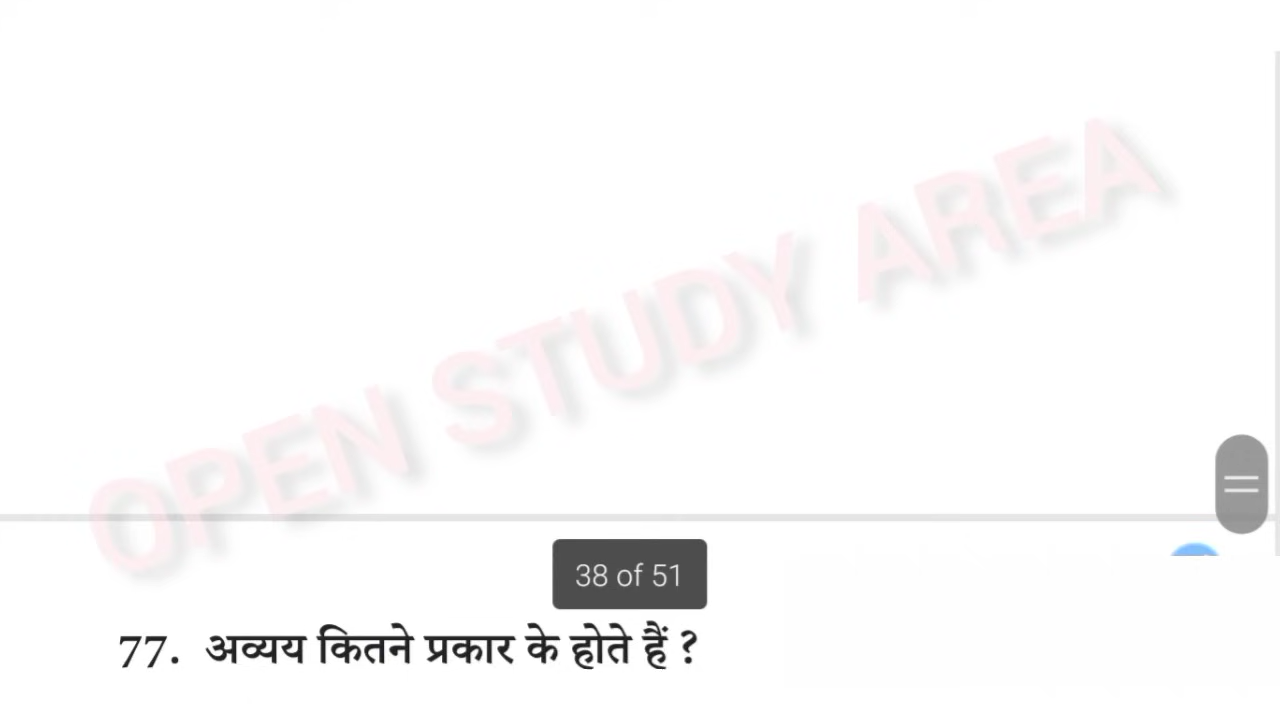 OPEN STUDY AREA
38 of 51
77. अव्यय कितने प्रकार के होते हैं ?